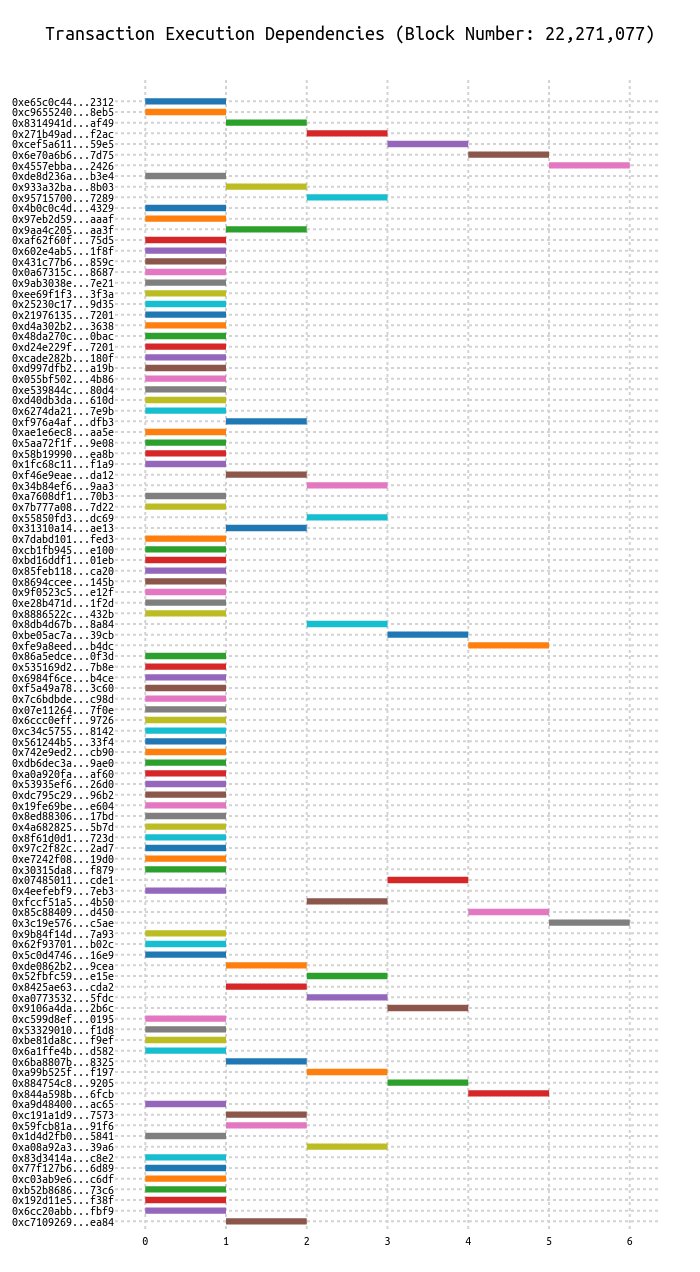 Transaction Execution Dependencies (Block Number: 22,271,077)
0xe65c0c44...2312
0xc9655240...8eb5
0x8314941d...af49
0x271b49ad...f2ac
0xcef5a611...59e5
0x6e70a6b6...7d75
0x4557ebba...2426
0xde8d236a...b3e4
0x933a32ba...8b03
0x95715700...7289
0x4b0c0c4d...4329
0x97eb2d59...aaaf
0x9aa4c205...aa3f
0xaf62f60f...75d5
0x602e4ab5...1f8f
0x431c77b6...859c
0x0a67315c...8687
0x9ab3038e...7e21
0xee69f1f3...3f3a
0x25230c17...9d35
0x21976135...7201
0xd4a302b2...3638
0x48da270c...0bac
0xd24e229f...7201
0xcade282b...180f
0xd997dfb2...a19b
0x055bf502...4b86
0xe539844c...80d4
0xd40db3da...610d
0x6274da21...7e9b
0xf976a4af...dfb3
0xae1e6ec8...aa5e
0x5aa72f1f...9e08
0x58b19990...ea8b
0x1fc68c11...f1a9
0xf46e9eae...da12
0x34b84ef6...9aa3
0xa7608df1...70b3
0x7b777a08...7d22
0x55850fd3...dc69
0x31310a14...ae13
0x7dabd101...fed3
0xcb1fb945...e100
0xbd16ddf1...01eb
0x85feb118...ca20
0x8694ccee...145b
0x9f0523c5...e12f
0xe28b471d...1f2d
0x8886522c...432b
0x8db4d67b...8a84
0xbe05ac7a...39cb
0xfe9a8eed...b4dc
0x86a5edce...0f3d
0x535169d2...7b8e
0x6984f6ce...b4ce
0xf5a49a78...3c60
0x7c6bdbde...c98d
0x07e11264...7f0e
0x6ccc0eff...9726
0xc34c5755...8142
0x561244b5...33f4
0x742e9ed2...cb90
0xdb6dec3a...9ae0
0xa0a920fa...af60
0x53935ef6...26d0
0xdc795c29...96b2
0x19fe69be...e604
0x8ed88306...17bd
0x4a682825...5b7d
0x8f61d0d1...723d
0x97c2f82c...2ad7
0xe7242f08...19d0
0x30315da8...f879
0x07485011...cde1
0x4eefebf9...7eb3
0xfccf51a5...4b50
0x85c88409...d450
0x3c19e576...c5ae
0x9b84f14d...7a93
0x62f93701...b02c
0x5c0d4746...16e9
0xde0862b2...9cea
0x52fbfc59...e15e
0x8425ae63...cda2
0xa0773532...5fdc
0x9106a4da...2b6c
0xc599d8ef...0195
0x53329010...f1d8
0xbe81da8c...f9ef
0x6a1ffe4b...d582
0x6ba8807b...8325
0xa99b525f...f197
0x884754c8...9205
0x844a598b...6fcb
0xa9d48400...ac65
0xc191a1d9...7573
0x59fcb81a...91f6
0x1d4d2fb0...5841
0xa08a92a3...39a6
0x83d3414a...c8e2
0x77f127b6...6d89
0xc03ab9e6...c6df
0xb52b8686...73c6
0x192d11e5...f38f
0x6cc20abb...fbf9
0xc7109269...ea84
0 1 2 3 4 5 6